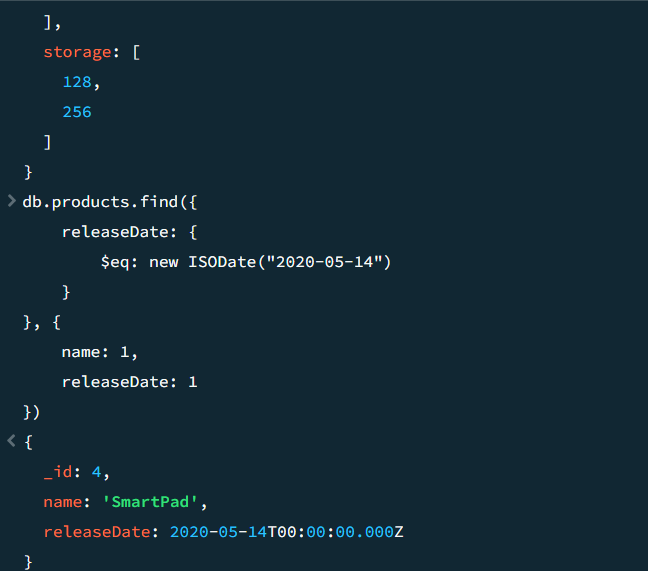 ],
storage: [
128,
256
]
}
> db.products.find({
releaseDate: {
$eq: new ISODate("2020-05-14")
}
}, {
name: 1,
releaseDate: 1
})
< {
_id: 4,
name: 'SmartPad',
releaseDate: 2020-05-14T00:00:00.000Z
}